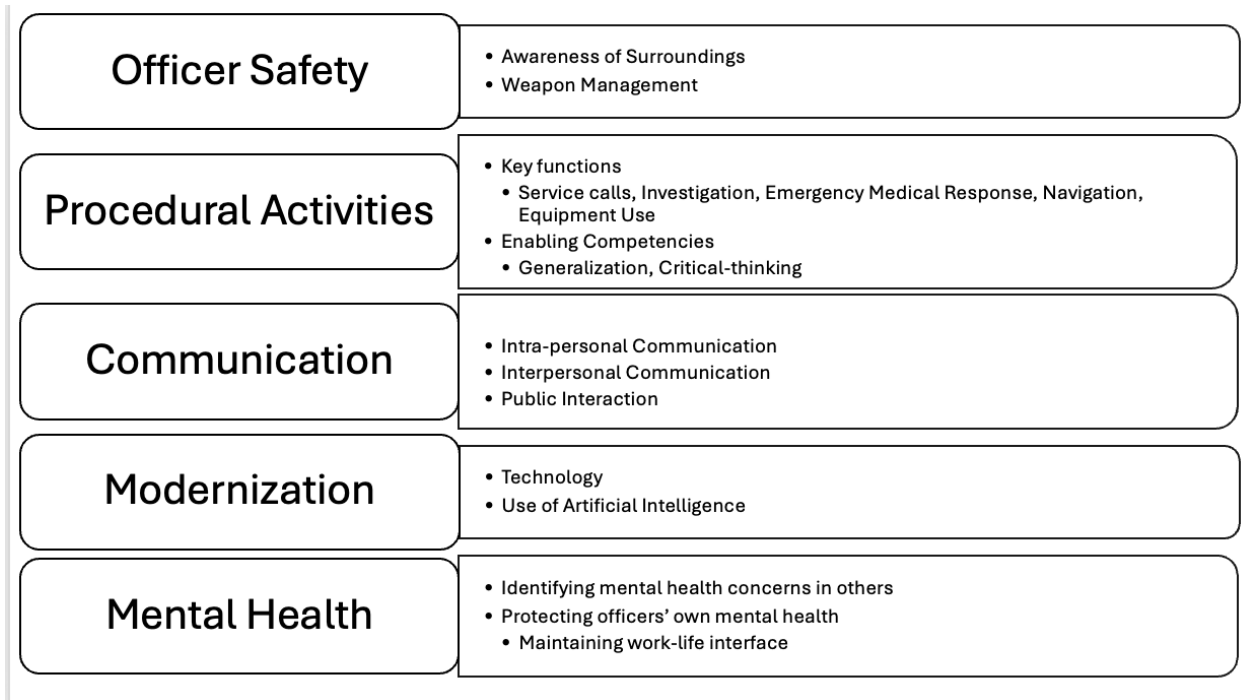 Officer Safety
• Awareness of Surroundings
• Weapon Management
Procedural Activities
• Key functions
• Service calls, Investigation, Emergency Medical Response, Navigation,
Equipment Use
• Enabling Competencies
• Generalization, Critical-thinking
Communication
• Intra-personal Communication
• Interpersonal Communication
• Public Interaction
Modernization
• Technology
• Use of Artificial Intelligence
Mental Health
• Identifying mental health concerns in others
• Protecting officers’ own mental health
• Maintaining work-life interface